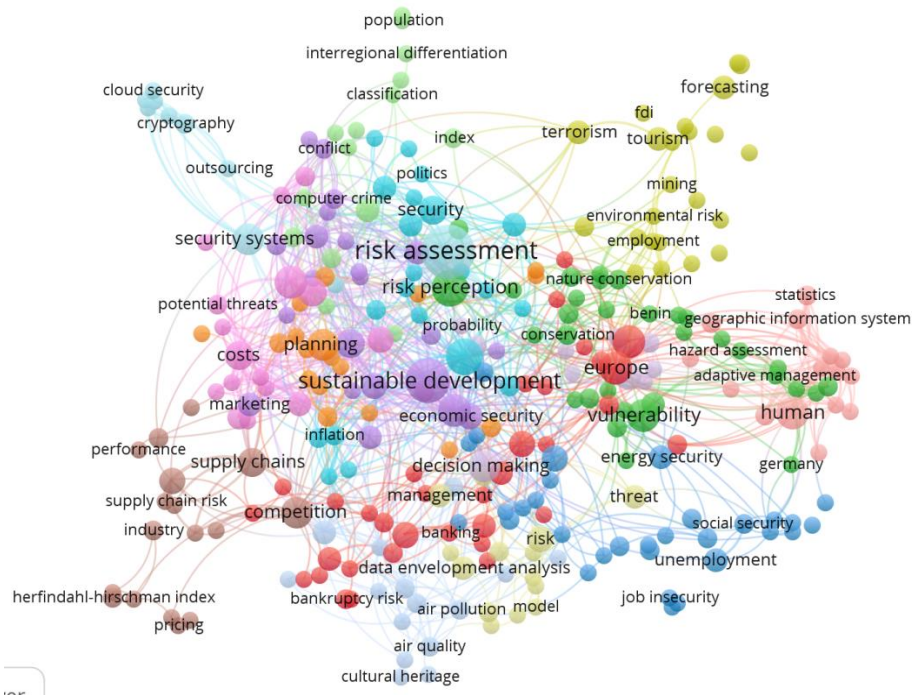 population
interregional differentiation
cloud security
classification
forecasting
cryptography
fdi
terrorism
tourism
index
conflict
outsourcing
politics
mining
computer crime
security
environmental risk
security systems
employment
risk assessment
nature conservation
risk perception
statistics
potential threats
benin
geographic information system
probability
conservation
planning
hazard assessment
costs
europe
adaptive management
sustainable development
marketing
economic security
vulnerability
human
inflation
performance
supply chains
decision making
energy security
germany
management
threat
supply chain risk
competition
social security
industry
banking
risk
unemployment
data envelopment analysis
herfindahl-hirschman index
bankruptcy risk
job insecurity
air pollution
model
pricing
air quality
cultural heritage